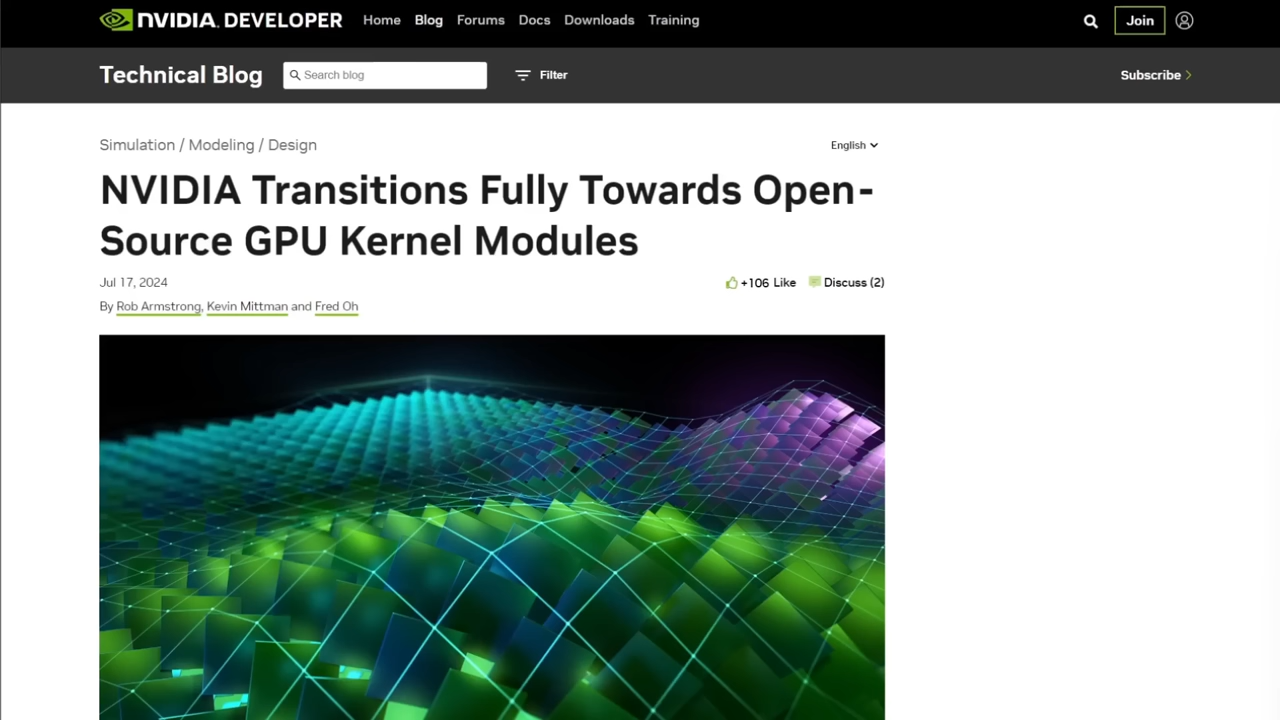 NVIDIA. DEVELOPER Home Blog Forums Docs Downloads Training Join
Technical Blog Search blog Filter Subscribe
Simulation / Modeling / Design English
NVIDIA Transitions Fully Towards Open-
Source GPU Kernel Modules
Jul 17, 2024 +106 Like Discuss (2)
By Rob Armstrong, Kevin Mittman and Fred Oh